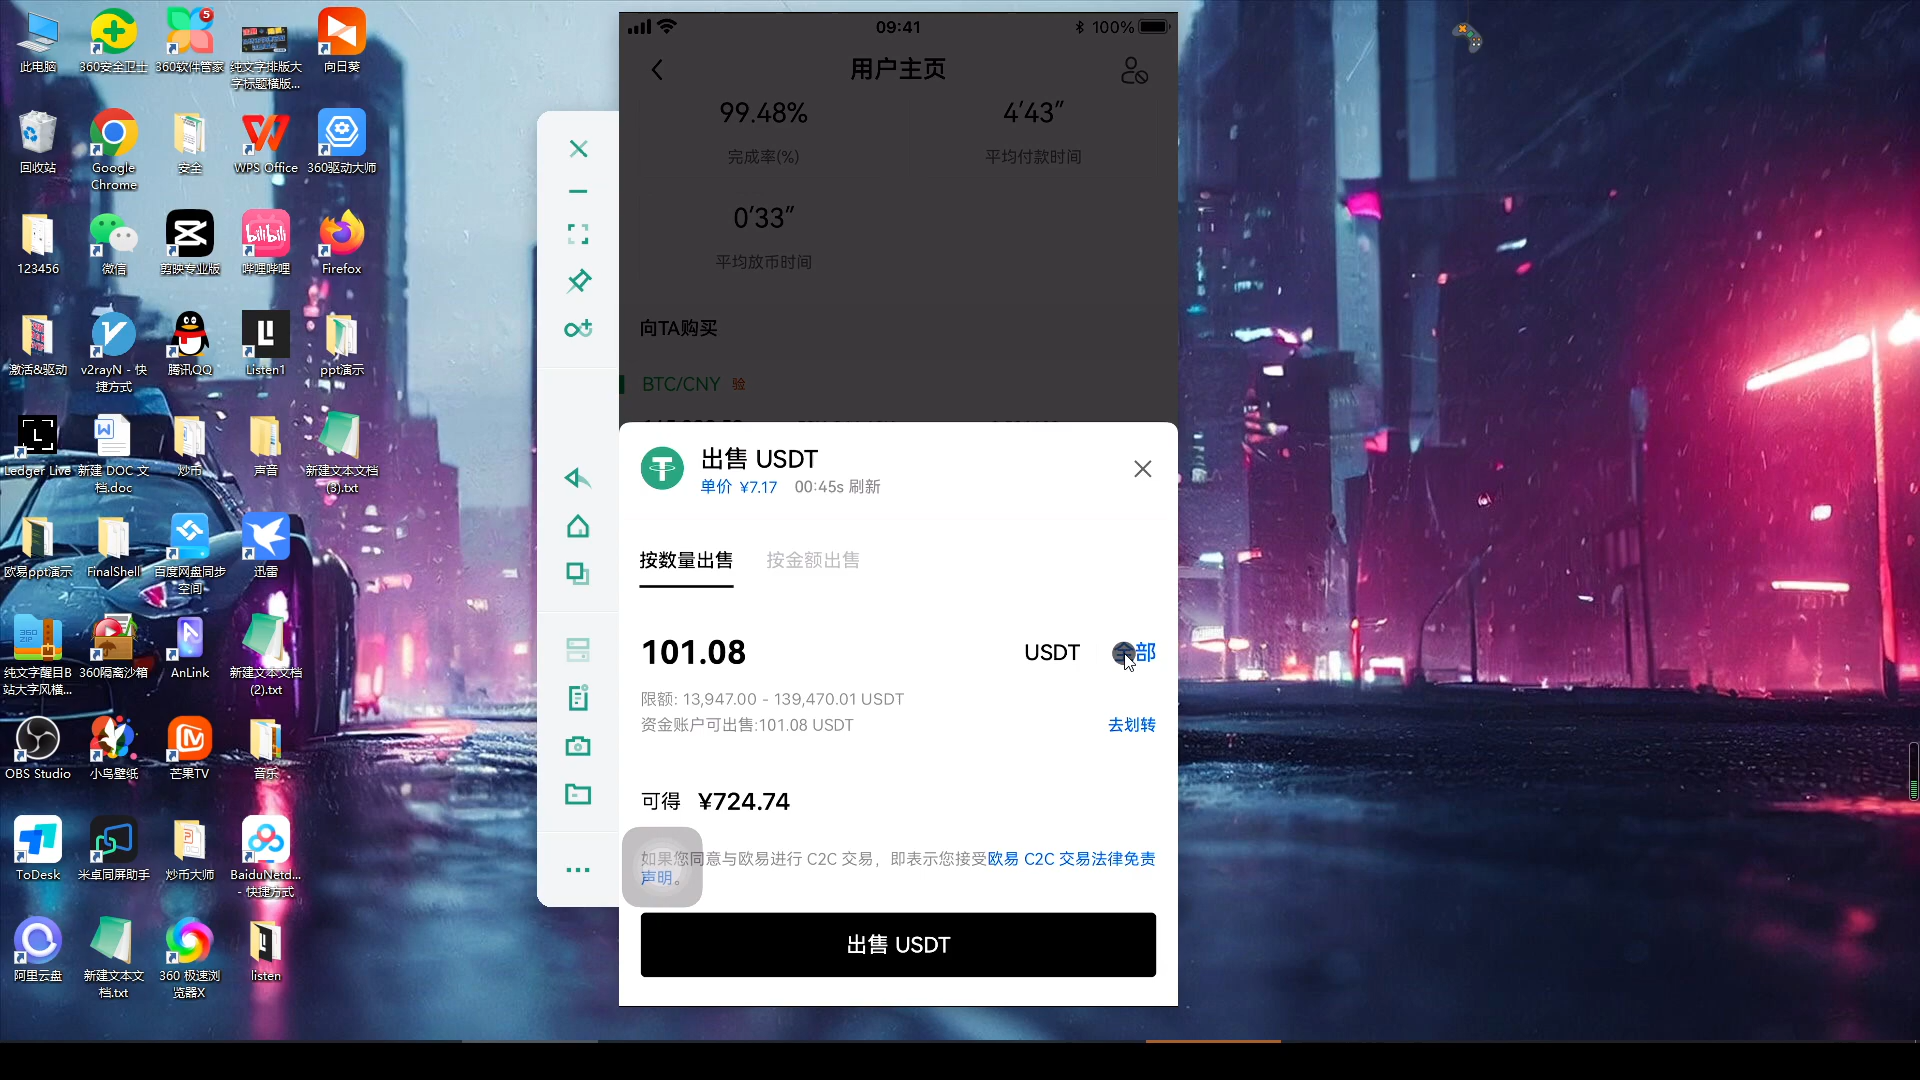 此电脑
360安全卫士
5
360软件管家
纯文字排版大
字标题横版...
向日葵
回收站
Google
Chrome
安全
WPS Office
360驱动大师
123456
微信
剪映专业版
bilibili
哔哩哔哩
Firefox
激活&驱动
v2rayN - 快
捷方式
腾讯QQ
Listen1
ppt演示
Ledger Live
新建 DOC 文
档.doc
炒币
声音
新建文本文档
(3).txt
欧易ppt演示
FinalShell
百度网盘同步
空间
迅雷
360
ZIP
纯文字醒目B
站大字风横...
360隔离沙箱
AnLink
新建文本文档
(2).txt
OBS Studio
小鸟壁纸
芒果TV
音乐
ToDesk
米卓同屏助手
炒币大师
BaiduNetd...
- 快捷方式
阿里云盘
新建文本文
档.txt
360 极速浏
览器X
listen
09:41
100%
用户主页
99.48%
4′43″
完成率(%)
平均付款时间
0′33″
平均放币时间
向TA购买
BTC/CNY 验
出售 USDT
单价 ¥7.17 00:45s 刷新
按数量出售 按金额出售
101.08 USDT 全部
限额: 13,947.00 - 139,470.01 USDT
资金账户可出售:101.08 USDT 去划转
可得 ¥724.74
如果您同意与欧易进行 C2C 交易，即表示您接受欧易 C2C 交易法律免责
声明。
出售 USDT